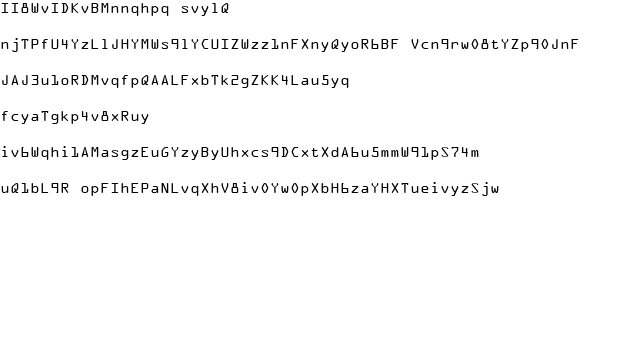 II8WvIDKvBMnnqhpq svylQ
njTPfU4YzL1JHYMWs91YCUIZWzz1nFXnyQyoR6BF Vcn9rw08tYZp90JnF
JAJ3u1oRDMvqfpQAALFxbTk2gZKK4Lau5yq
fcyaTgkp4v8xRuy
iv6Wqhi1AMasgzEuGYzyByUhxcs9DCxtXdA6u5mmW91pS74m
uQ1bL9R opFIhEPaNLvqXhV8iv0Yw0pXbH6zaYHXTueivyzSjw